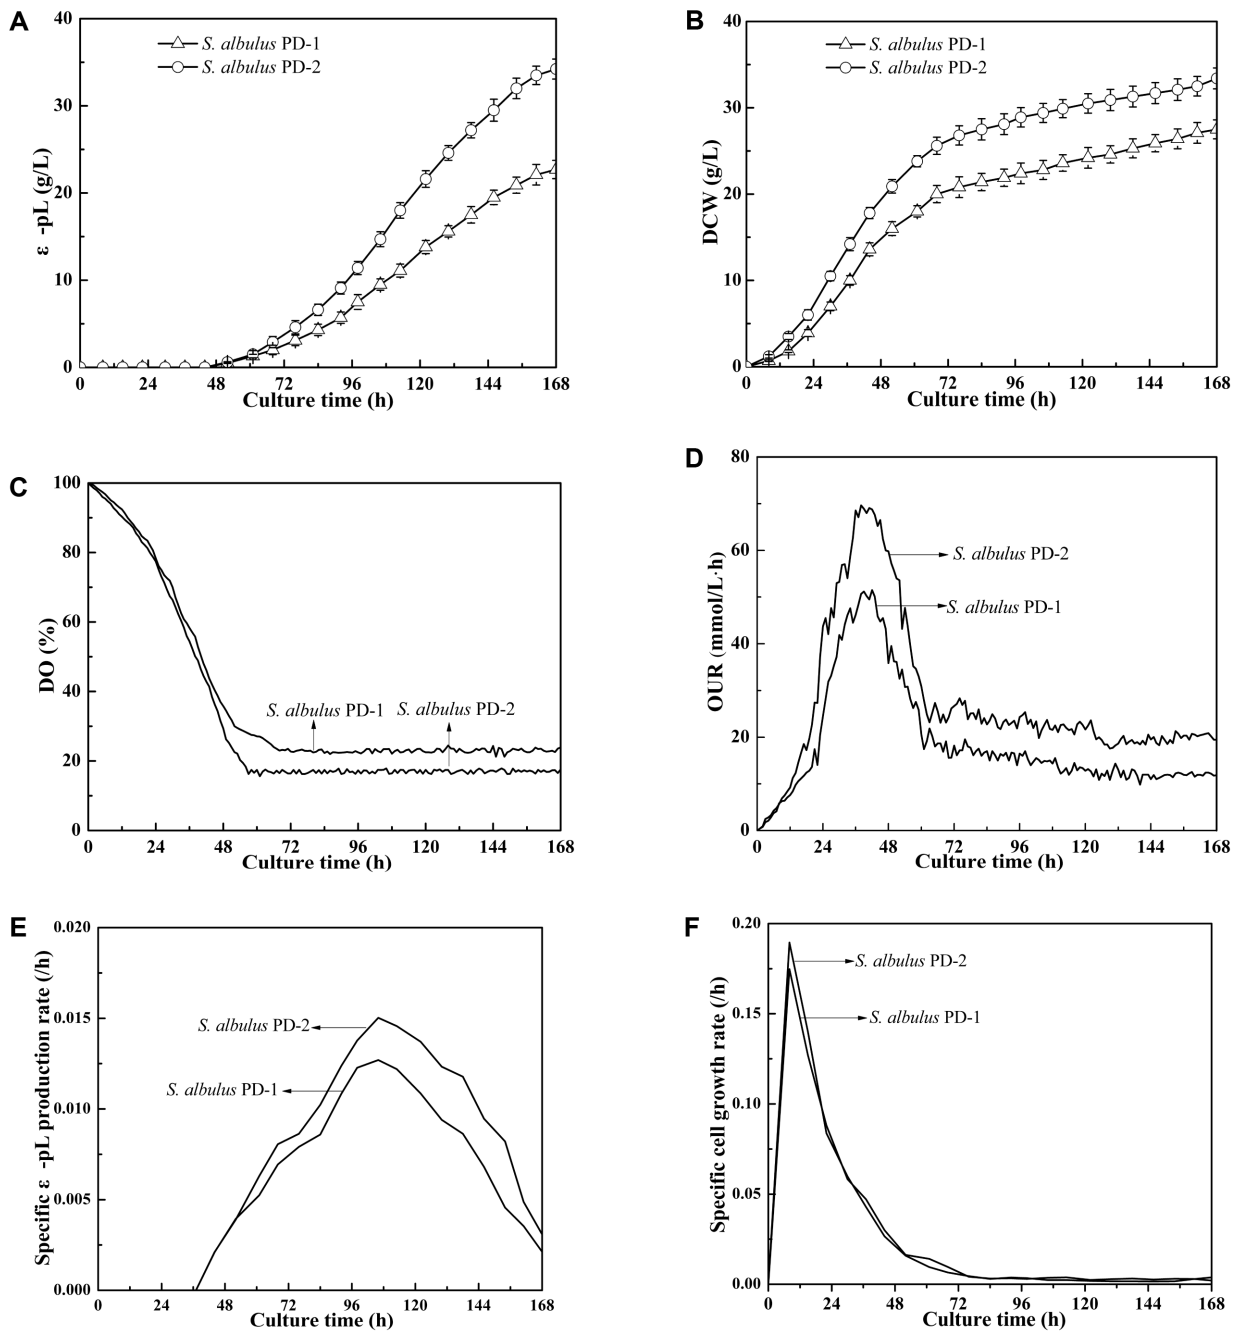 A
S. albulus PD-1
S. albulus PD-2
ε -pL (g/L)
40
30
20
10
0
0 24 48 72 96 120 144 168
Culture time (h)
B
S. albulus PD-1
S. albulus PD-2
DCW (g/L)
40
30
20
10
0
0 24 48 72 96 120 144 168
Culture time (h)
C
DO (%)
100
80
60
40
20
0
S. albulus PD-1 S. albulus PD-2
0 24 48 72 96 120 144 168
Culture time (h)
D
OUR (mmol/L·h)
80
60
40
20
0
S. albulus PD-2
S. albulus PD-1
0 24 48 72 96 120 144 168
Culture time (h)
E
Specific ε -pL production rate (/h)
0.020
0.015
0.010
0.005
0.000
S. albulus PD-2
S. albulus PD-1
0 24 48 72 96 120 144 168
Culture time (h)
F
Specific cell growth rate (/h)
0.20
0.15
0.10
0.05
0.00
S. albulus PD-2
S. albulus PD-1
0 24 48 72 96 120 144 168
Culture time (h)